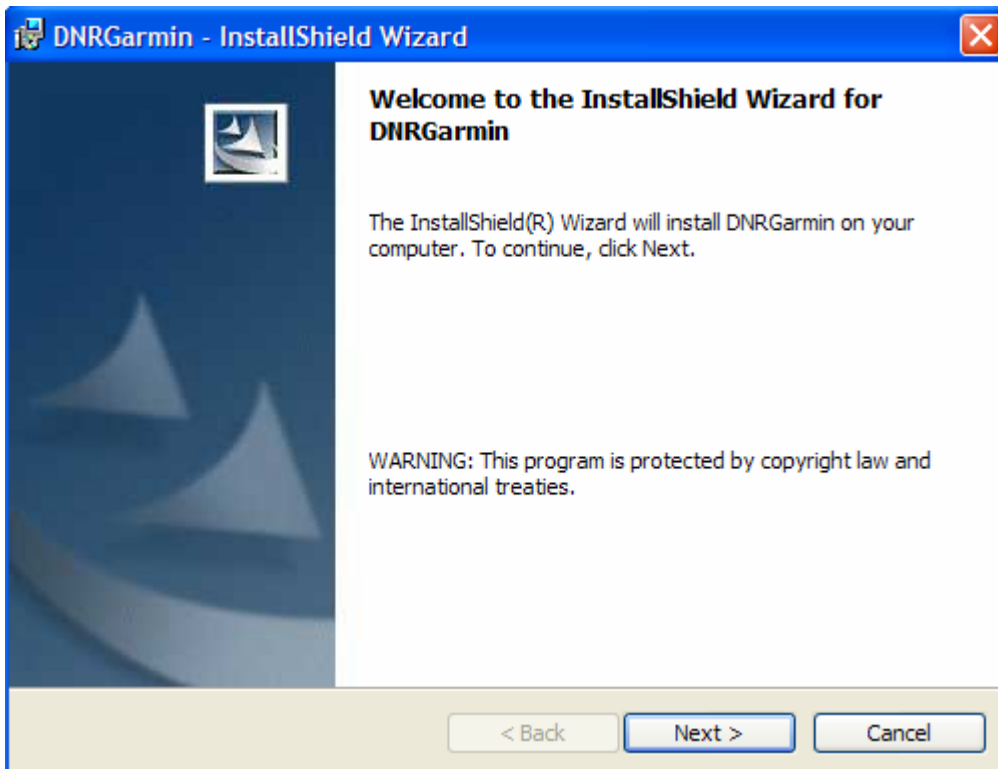 DNRGarmin - InstallShield Wizard
Welcome to the InstallShield Wizard for
DNRGarmin
The InstallShield(R) Wizard will install DNRGarmin on your
computer. To continue, click Next.
WARNING: This program is protected by copyright law and
international treaties.
< Back Next > Cancel